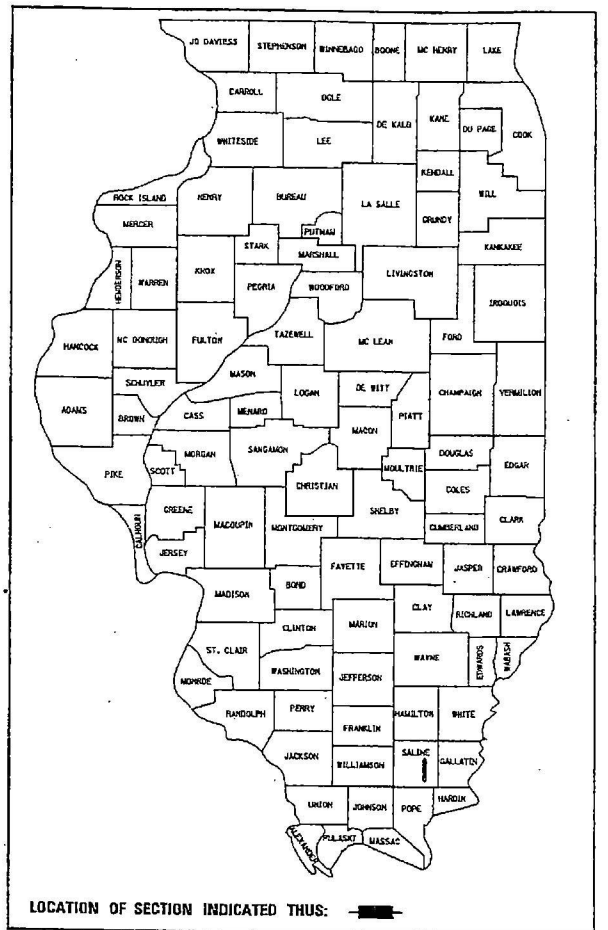 JO DAVIESS STEPHENSON WINNEBAGO BOONE MC HENRY LAKE
CARROLL OGLE DE KALB KANE DU PAGE COOK
WHITESIDE LEE KENDALL WILL
ROCK ISLAND HENRY BUREAU LA SALLE GRUNDY
MERCER PUTNAM KANKAKEE
STARK MARSHALL
HENDERSON WARREN KNOX PEORIA WOODFORD LIVINGSTON IROQUOIS
HANCOCK MC DONOUGH FULTON TAZEWELL MC LEAN FORD
SCHUYLER MASON LOGAN DE WITT CHAMPAIGN VERMILION
ADAMS BROWN CASS MENARD PIATT
MACON
PIKE SCOTT MORGAN SANGAMON MOULTRIE DOUGLAS EDGAR
CHRISTIAN COLES
CALHOUN GREENE MACOUPIN MONTGOMERY SHELBY CUMBERLAND CLARK
JERSEY FAYETTE EFFINGHAM JASPER CRAWFORD
MADISON BOND CLAY RICHLAND LAWRENCE
CLINTON MARION
ST. CLAIR WAYNE EDWARDS WABASH
MONROE WASHINGTON JEFFERSON
RANDOLPH PERRY HAMILTON WHITE
FRANKLIN
JACKSON WILLIAMSON SALINE GALLATIN
UNION JOHNSON POPE HARDIN
ALEXANDER PULASKI MASSAC
LOCATION OF SECTION INDICATED THUS: